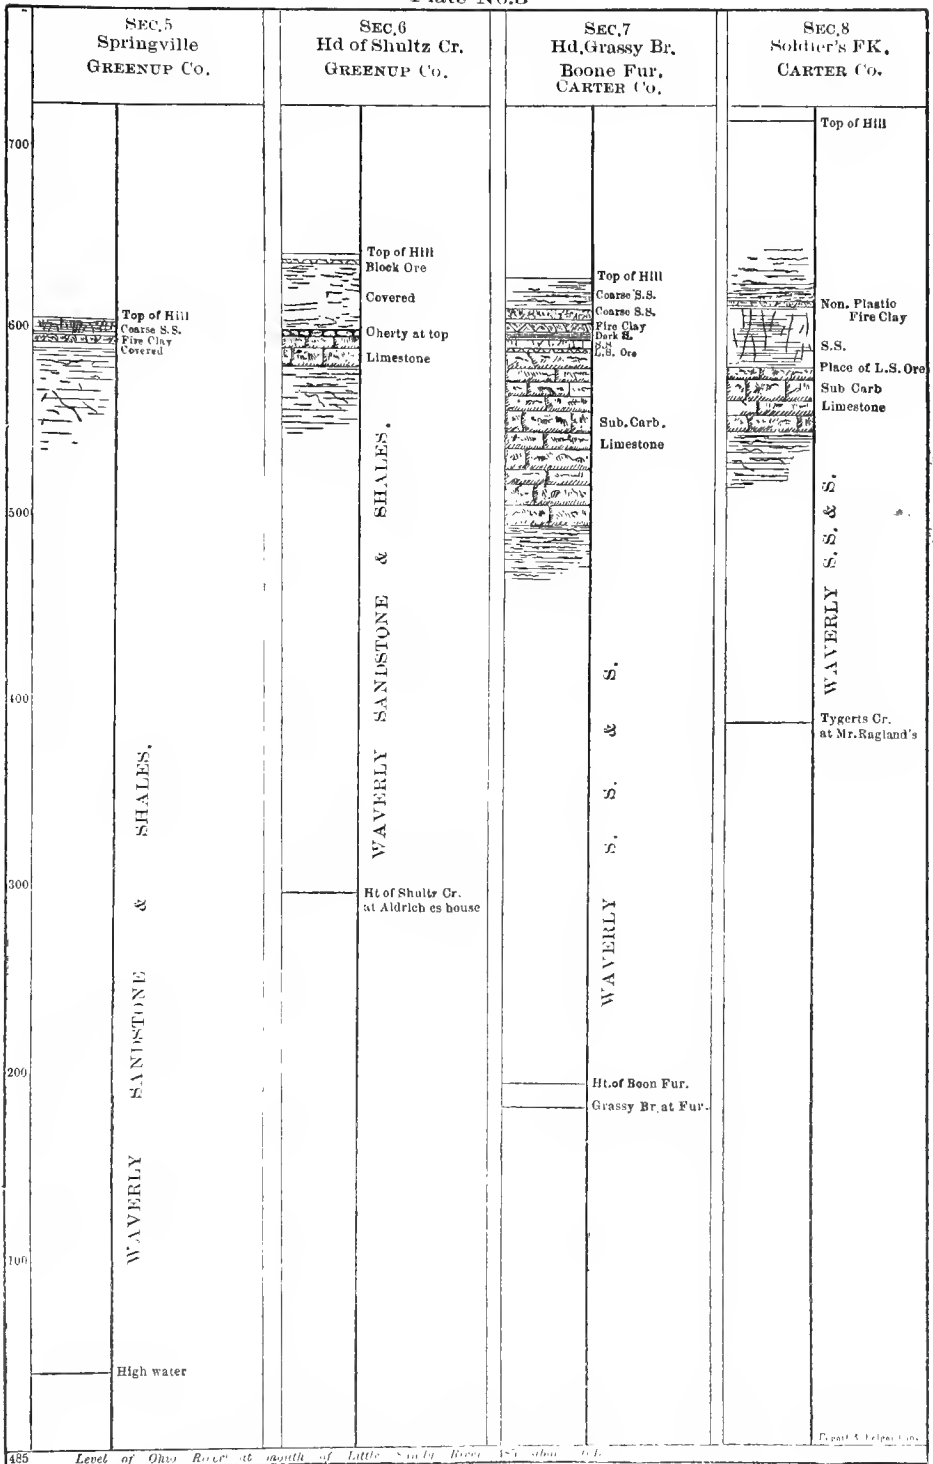 Plate No.3
SEC.5
Springville
GREENUP CO.
SEC.6
Hd of Shultz Cr.
GREENUP CO.
SEC.7
Hd.Grassy Br.
Boone Fur.
CARTER CO.
SEC.8
Soldier's FK.
CARTER CO.
700
600
500
400
300
200
100
485
Top of Hill
Coarse S.S.
Fire Clay
Covered
WAVERLY SANDSTONE & SHALES.
High water
Top of Hill
Block Ore
Covered
Cherty at top
Limestone
WAVERLY SANDSTONE & SHALES.
Ht of Shultz Cr.
at Aldrich es house
Top of Hill
Coarse S.S.
Coarse S.S.
Fire Clay
Dark S.
S.S
L.S. Ore
Sub.Carb.
Limestone
WAVERLY S. S. & S.
Ht.of Boon Fur.
Grassy Br.at Fur.
Top of Hill
Non. Plastic
Fire Clay
S.S.
Place of L.S. Ore
Sub Carb
Limestone
WAVERLY S.S. & S.
Tygerts Cr.
at Mr.Ragland's
Level of Ohio River at mouth of Little Sandy River